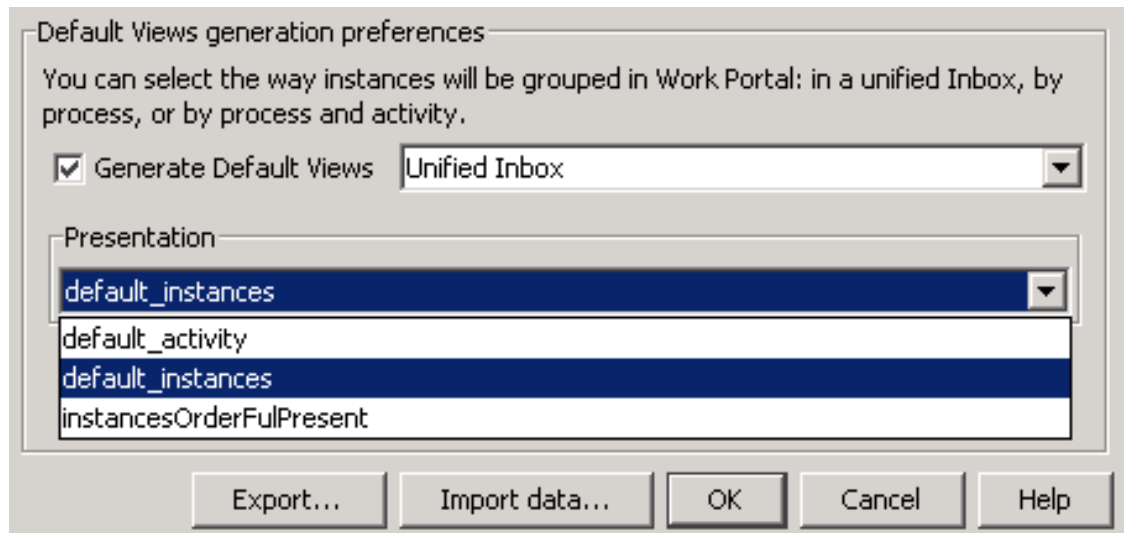 Default Views generation preferences
You can select the way instances will be grouped in Work Portal: in a unified Inbox, by
process, or by process and activity.
Generate Default Views Unified Inbox
Presentation
default_instances
default_activity
default_instances
instancesOrderFulPresent
Export... Import data... OK Cancel Help